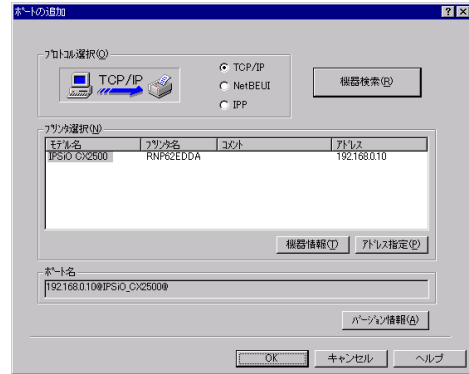 ポートの追加
プロトコル選択(O)
TCP/IP
TCP/IP
NetBEUI
IPP
機器検索(R)
プリンタ選択(N)
モデル名 プリンタ名 コメント アドレス
IPSiO CX2500 RNP62EDDA 192.168.0.10
機器情報(T) アドレス指定(P)
ポート名
192.168.0.10@IPSiO_CX2500@
バージョン情報(A)
OK キャンセル ヘルプ